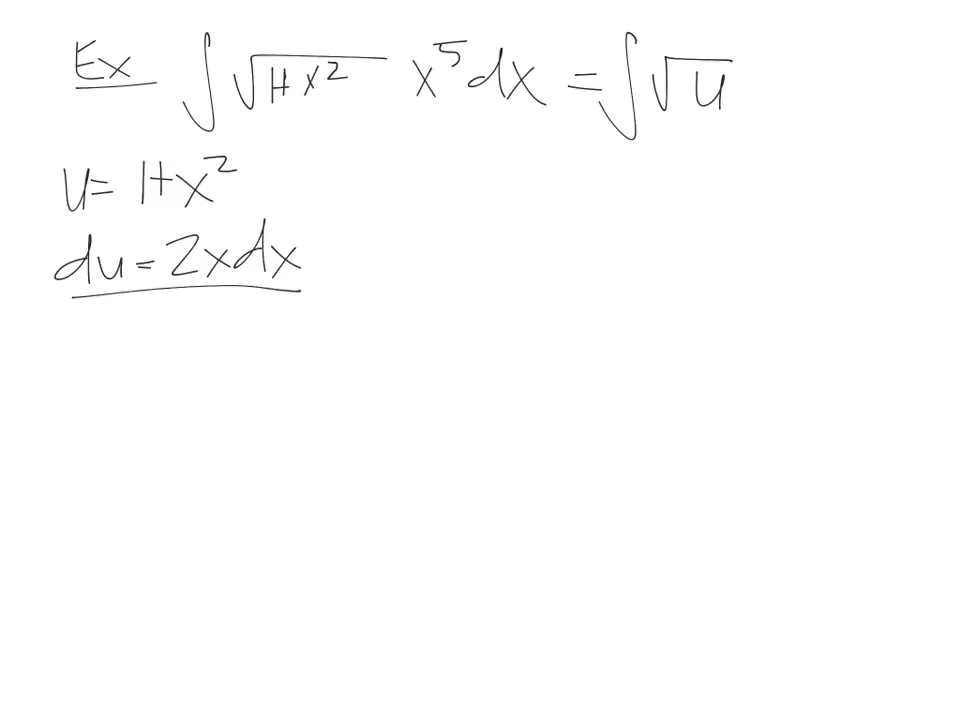 Ex ∫√(1+x²) x⁵dx = ∫√u
u = 1+x²
du = 2xdx